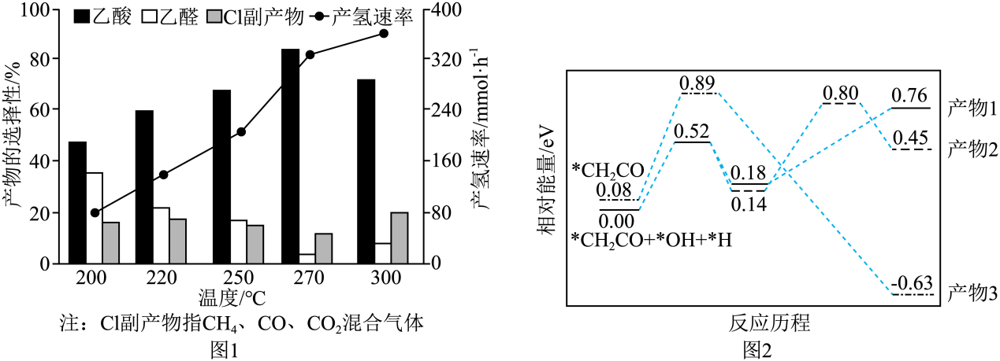 乙酸 乙醛 Cl副产物 产氢速率
产物的选择性/%
100
80
60
40
20
0
400
320
240
160
80
0
产氢速率/mmol·h⁻¹
200 220 250 270 300
温度/℃
注：Cl副产物指CH₄、CO、CO₂混合气体
图1
相对能量/eV
0.89
0.80
0.76
产物1
0.52
0.45
产物2
*CH₂CO
0.08
0.18
0.14
0.00
*CH₂CO+*OH+*H
-0.63
产物3
反应历程
图2